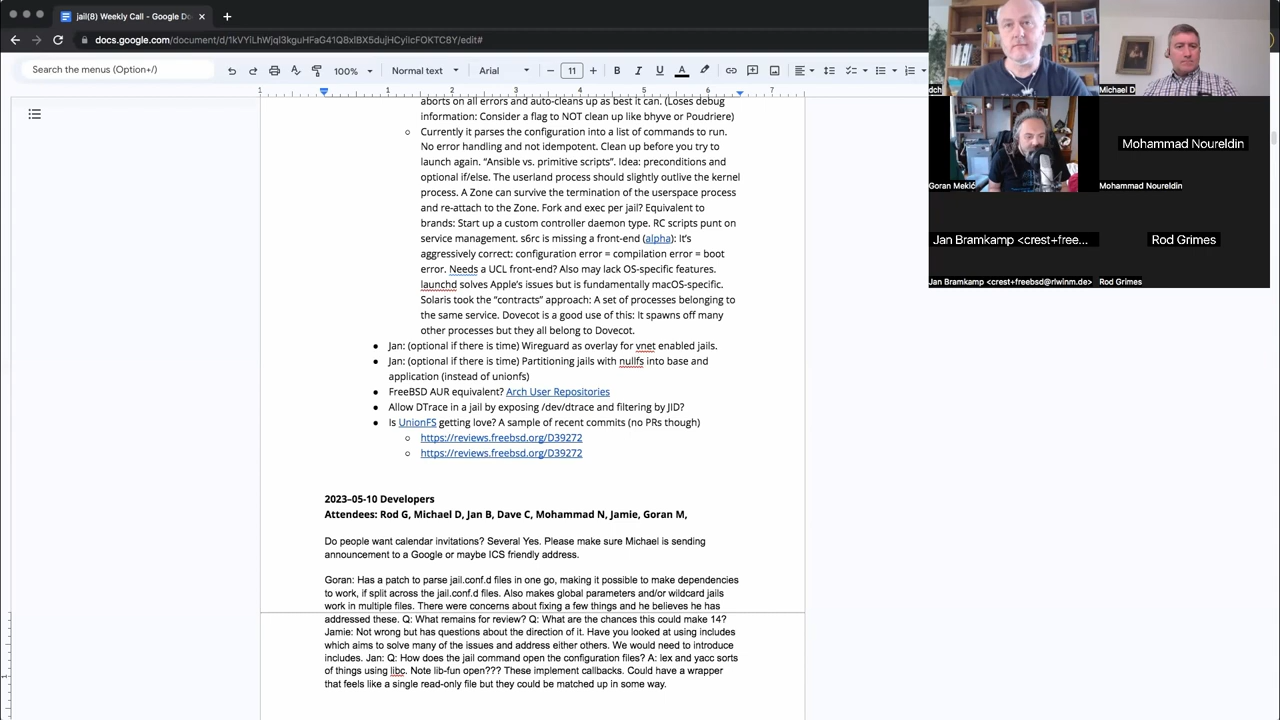 jail(8) Weekly Call - Google Do
docs.google.com/document/d/1kVYiLhWjql3kguHFaG41Q8xIBX5dujHCyiIcFOKTC8Y/edit#
Search the menus (Option+/)
100%
Normal text
Arial
11
B I U A
1 1 2 3 4 5 6 7
aborts on all errors and auto-cleans up as best it can. (Loses debug
information: Consider a flag to NOT clean up like bhyve or Poudriere)
Currently it parses the configuration into a list of commands to run.
No error handling and not idempotent. Clean up before you try to
launch again. “Ansible vs. primitive scripts”. Idea: preconditions and
optional if/else. The userland process should slightly outlive the kernel
process. A Zone can survive the termination of the userspace process
and re-attach to the Zone. Fork and exec per jail? Equivalent to
brands: Start up a custom controller daemon type. RC scripts punt on
service management. s6rc is missing a front-end (alpha): It’s
aggressively correct: configuration error = compilation error = boot
error. Needs a UCL front-end? Also may lack OS-specific features.
launchd solves Apple’s issues but is fundamentally macOS-specific.
Solaris took the “contracts” approach: A set of processes belonging to
the same service. Dovecot is a good use of this: It spawns off many
other processes but they all belong to Dovecot.
Jan: (optional if there is time) Wireguard as overlay for vnet enabled jails.
Jan: (optional if there is time) Partitioning jails with nullfs into base and
application (instead of unionfs)
FreeBSD AUR equivalent? Arch User Repositories
Allow DTrace in a jail by exposing /dev/dtrace and filtering by JID?
Is UnionFS getting love? A sample of recent commits (no PRs though)
https://reviews.freebsd.org/D39272
https://reviews.freebsd.org/D39272
2023-05-10 Developers
Attendees: Rod G, Michael D, Jan B, Dave C, Mohammad N, Jamie, Goran M,
Do people want calendar invitations? Several Yes. Please make sure Michael is sending
announcement to a Google or maybe ICS friendly address.
Goran: Has a patch to parse jail.conf.d files in one go, making it possible to make dependencies
to work, if split across the jail.conf.d files. Also makes global parameters and/or wildcard jails
work in multiple files. There were concerns about fixing a few things and he believes he has
addressed these. Q: What remains for review? Q: What are the chances this could make 14?
Jamie: Not wrong but has questions about the direction of it. Have you looked at using includes
which aims to solve many of the issues and address either others. We would need to introduce
includes. Jan: Q: How does the jail command open the configuration files? A: lex and yacc sorts
of things using libc. Note lib-fun open??? These implement callbacks. Could have a wrapper
that feels like a single read-only file but they could be matched up in some way.
dch
Michael D
Goran Mekić
Mohammad Noureldin
Mohammad Noureldin
Jan Bramkamp <crest+free...
Rod Grimes
Jan Bramkamp <crest+freebsd@rlwinm.de>
Rod Grimes